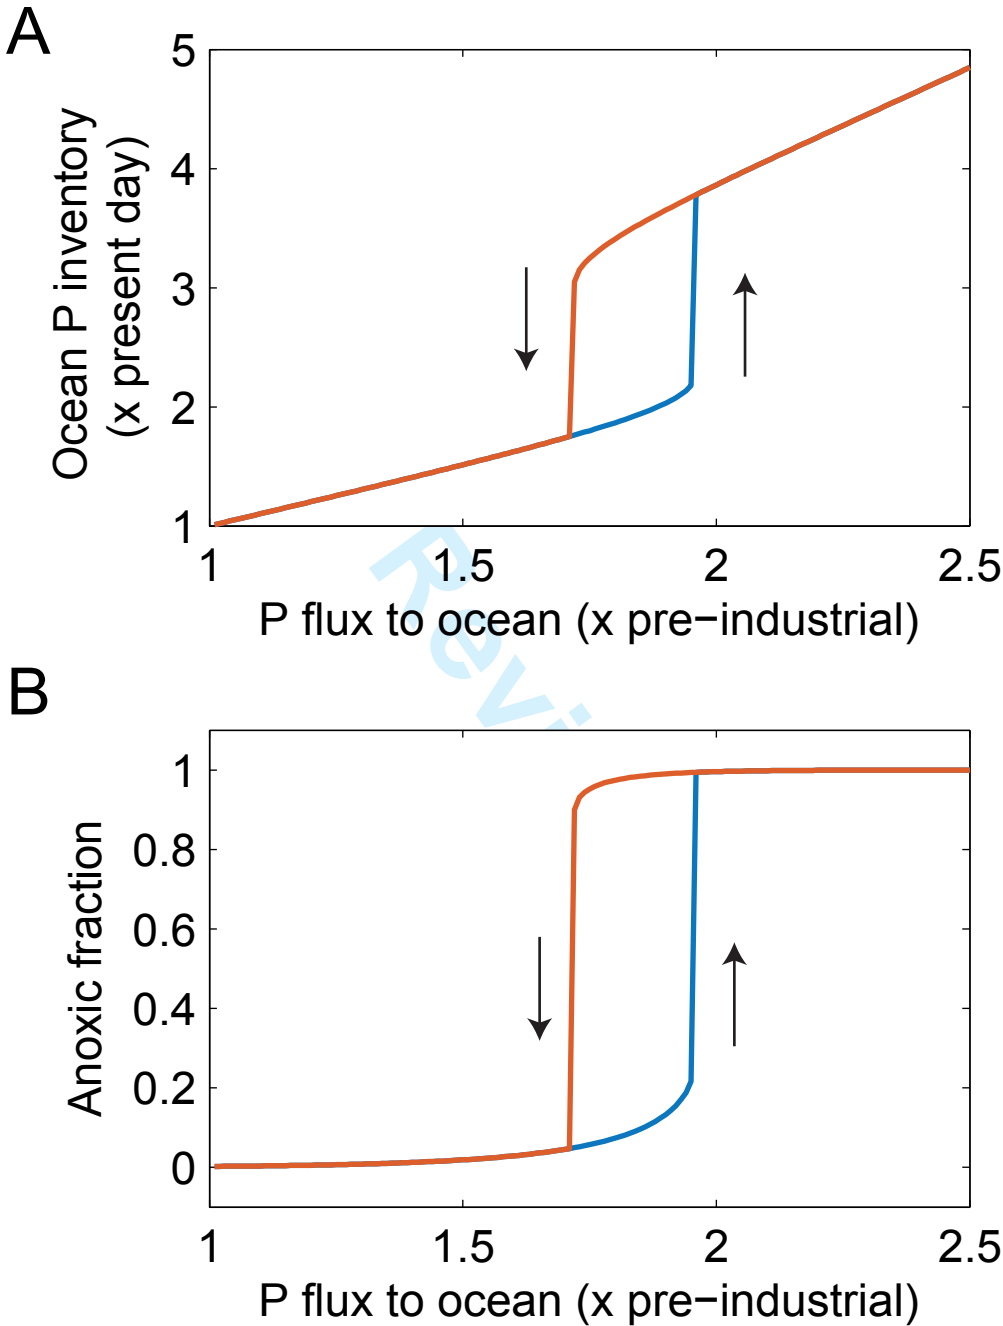 A
5
4
3
2
1
Ocean P inventory
(x present day)
1 1.5 2 2.5
P flux to ocean (x pre−industrial)
Revi
B
1
0.8
0.6
0.4
0.2
0
Anoxic fraction
1 1.5 2 2.5
P flux to ocean (x pre−industrial)